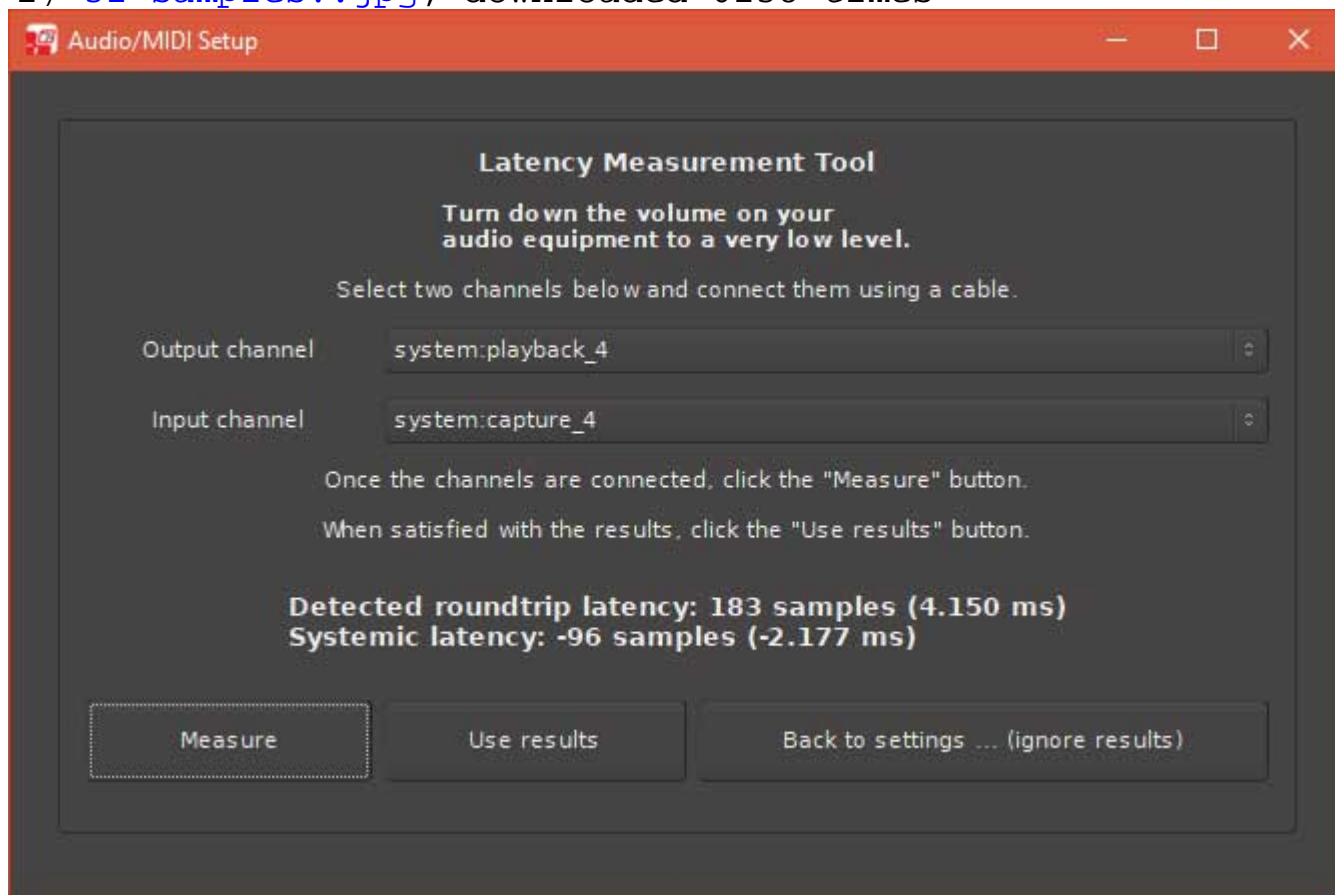 Audio/MIDI Setup
Latency Measurement Tool
Turn down the volume on your
audio equipment to a very low level.
Select two channels below and connect them using a cable.
Output channel system:playback_4
Input channel system:capture_4
Once the channels are connected, click the "Measure" button.
When satisfied with the results, click the "Use results" button.
Detected roundtrip latency: 183 samples (4.150 ms)
Systemic latency: -96 samples (-2.177 ms)
Measure Use results Back to settings ... (ignore results)